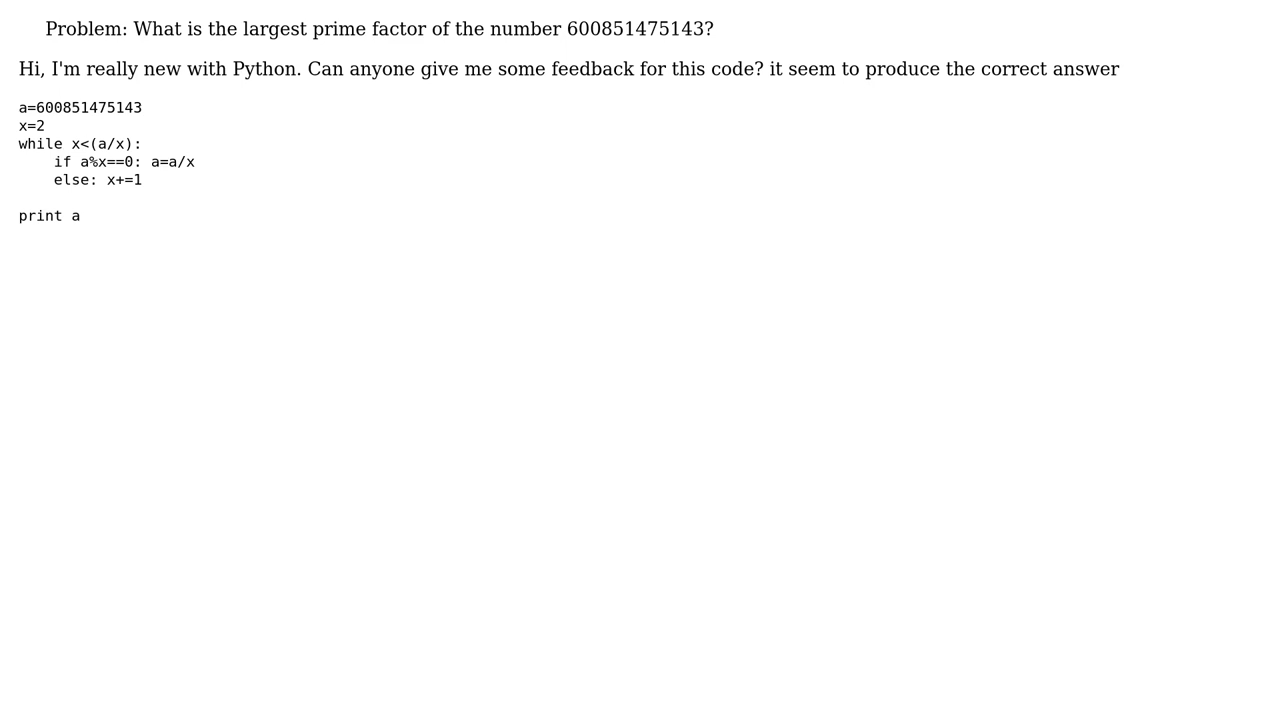 Problem: What is the largest prime factor of the number 600851475143?
Hi, I'm really new with Python. Can anyone give me some feedback for this code? it seem to produce the correct answer
a=600851475143
x=2
while x<(a/x):
    if a%x==0: a=a/x
    else: x+=1
print a